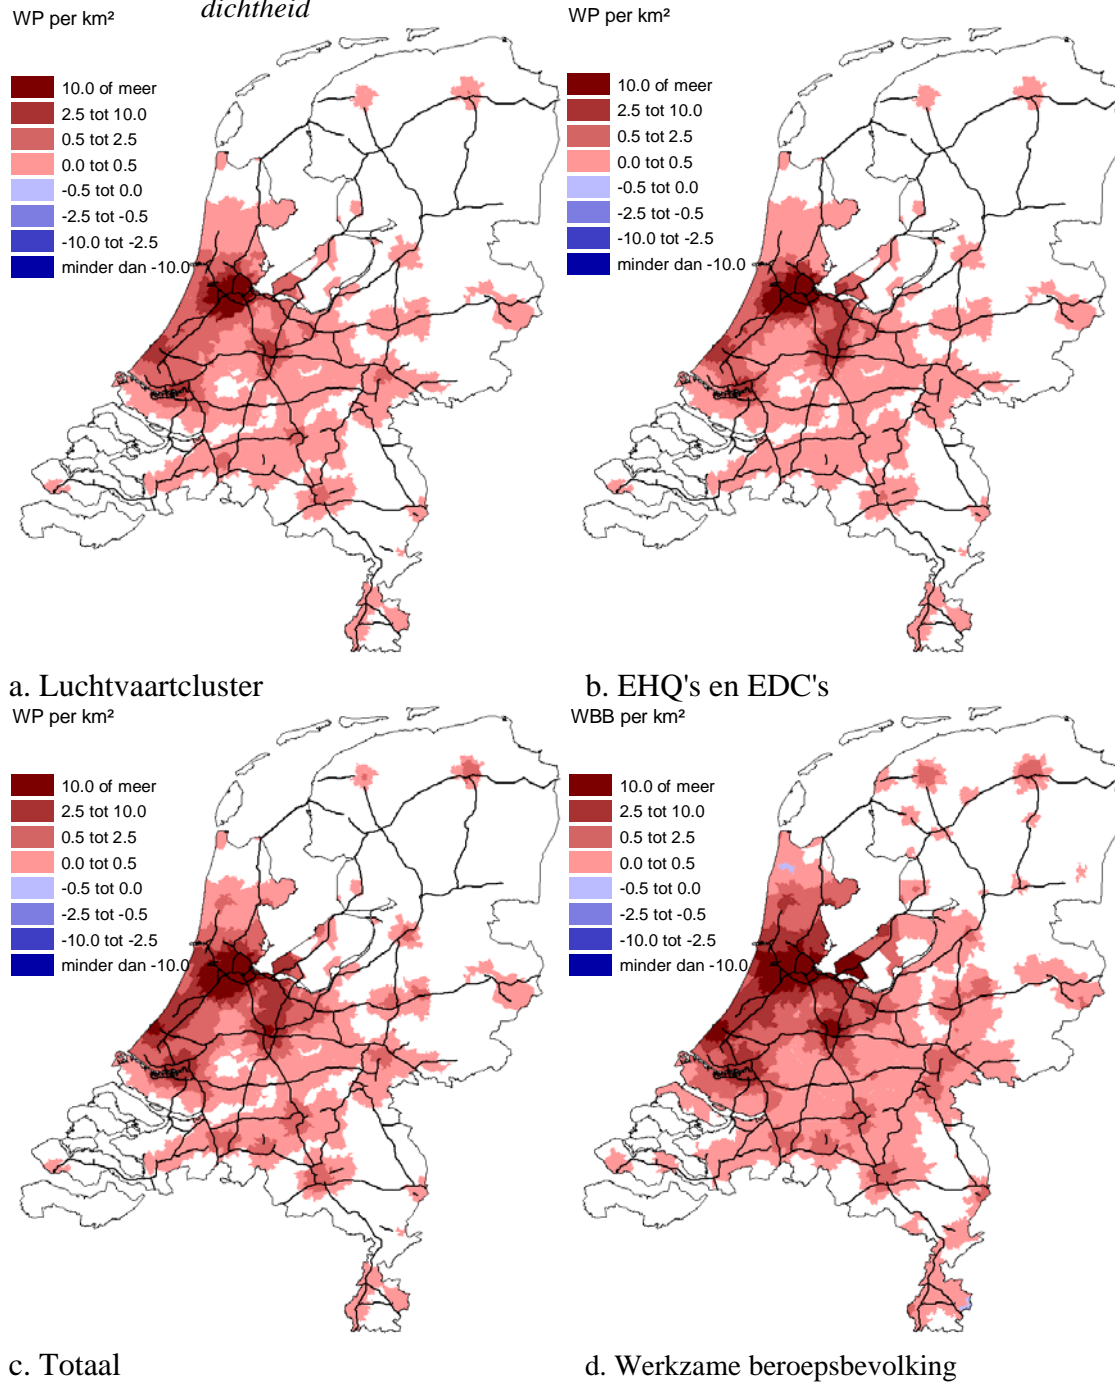 dichtheid
WP per km²
10.0 of meer
2.5 tot 10.0
0.5 tot 2.5
0.0 tot 0.5
-0.5 tot 0.0
-2.5 tot -0.5
-10.0 tot -2.5
minder dan -10.0
a. Luchtvaartcluster
WP per km²
10.0 of meer
2.5 tot 10.0
0.5 tot 2.5
0.0 tot 0.5
-0.5 tot 0.0
-2.5 tot -0.5
-10.0 tot -2.5
minder dan -10.0
b. EHQ's en EDC's
WP per km²
10.0 of meer
2.5 tot 10.0
0.5 tot 2.5
0.0 tot 0.5
-0.5 tot 0.0
-2.5 tot -0.5
-10.0 tot -2.5
minder dan -10.0
c. Totaal
WBB per km²
10.0 of meer
2.5 tot 10.0
0.5 tot 2.5
0.0 tot 0.5
-0.5 tot 0.0
-2.5 tot -0.5
-10.0 tot -2.5
minder dan -10.0
d. Werkzame beroepsbevolking